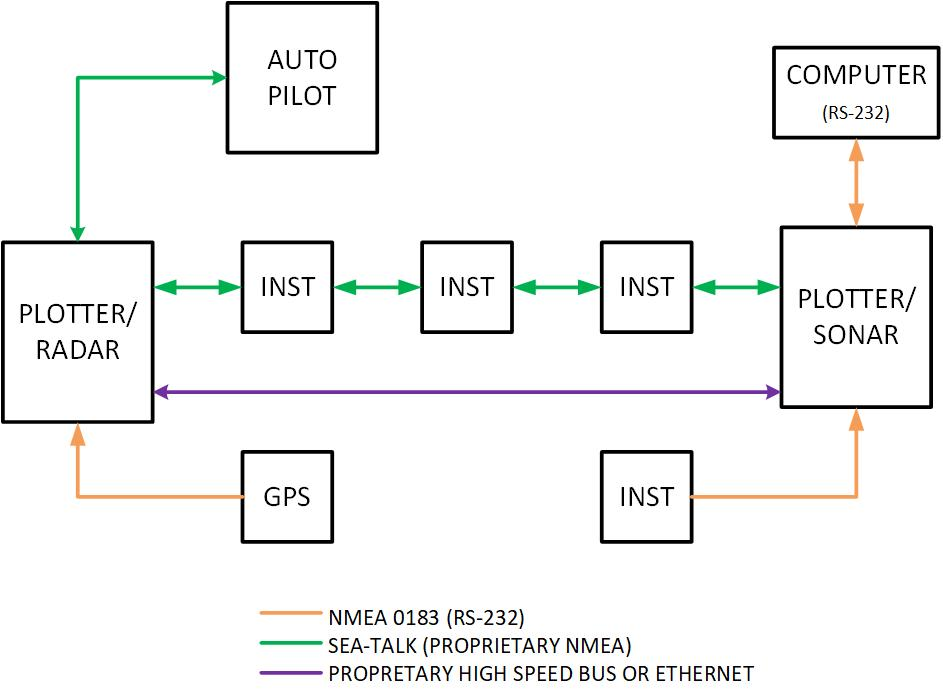 AUTO
PILOT
COMPUTER
(RS-232)
PLOTTER/
RADAR
INST
INST
INST
PLOTTER/
SONAR
GPS
INST
NMEA 0183 (RS-232)
SEA-TALK (PROPRIETARY NMEA)
PROPRETARY HIGH SPEED BUS OR ETHERNET